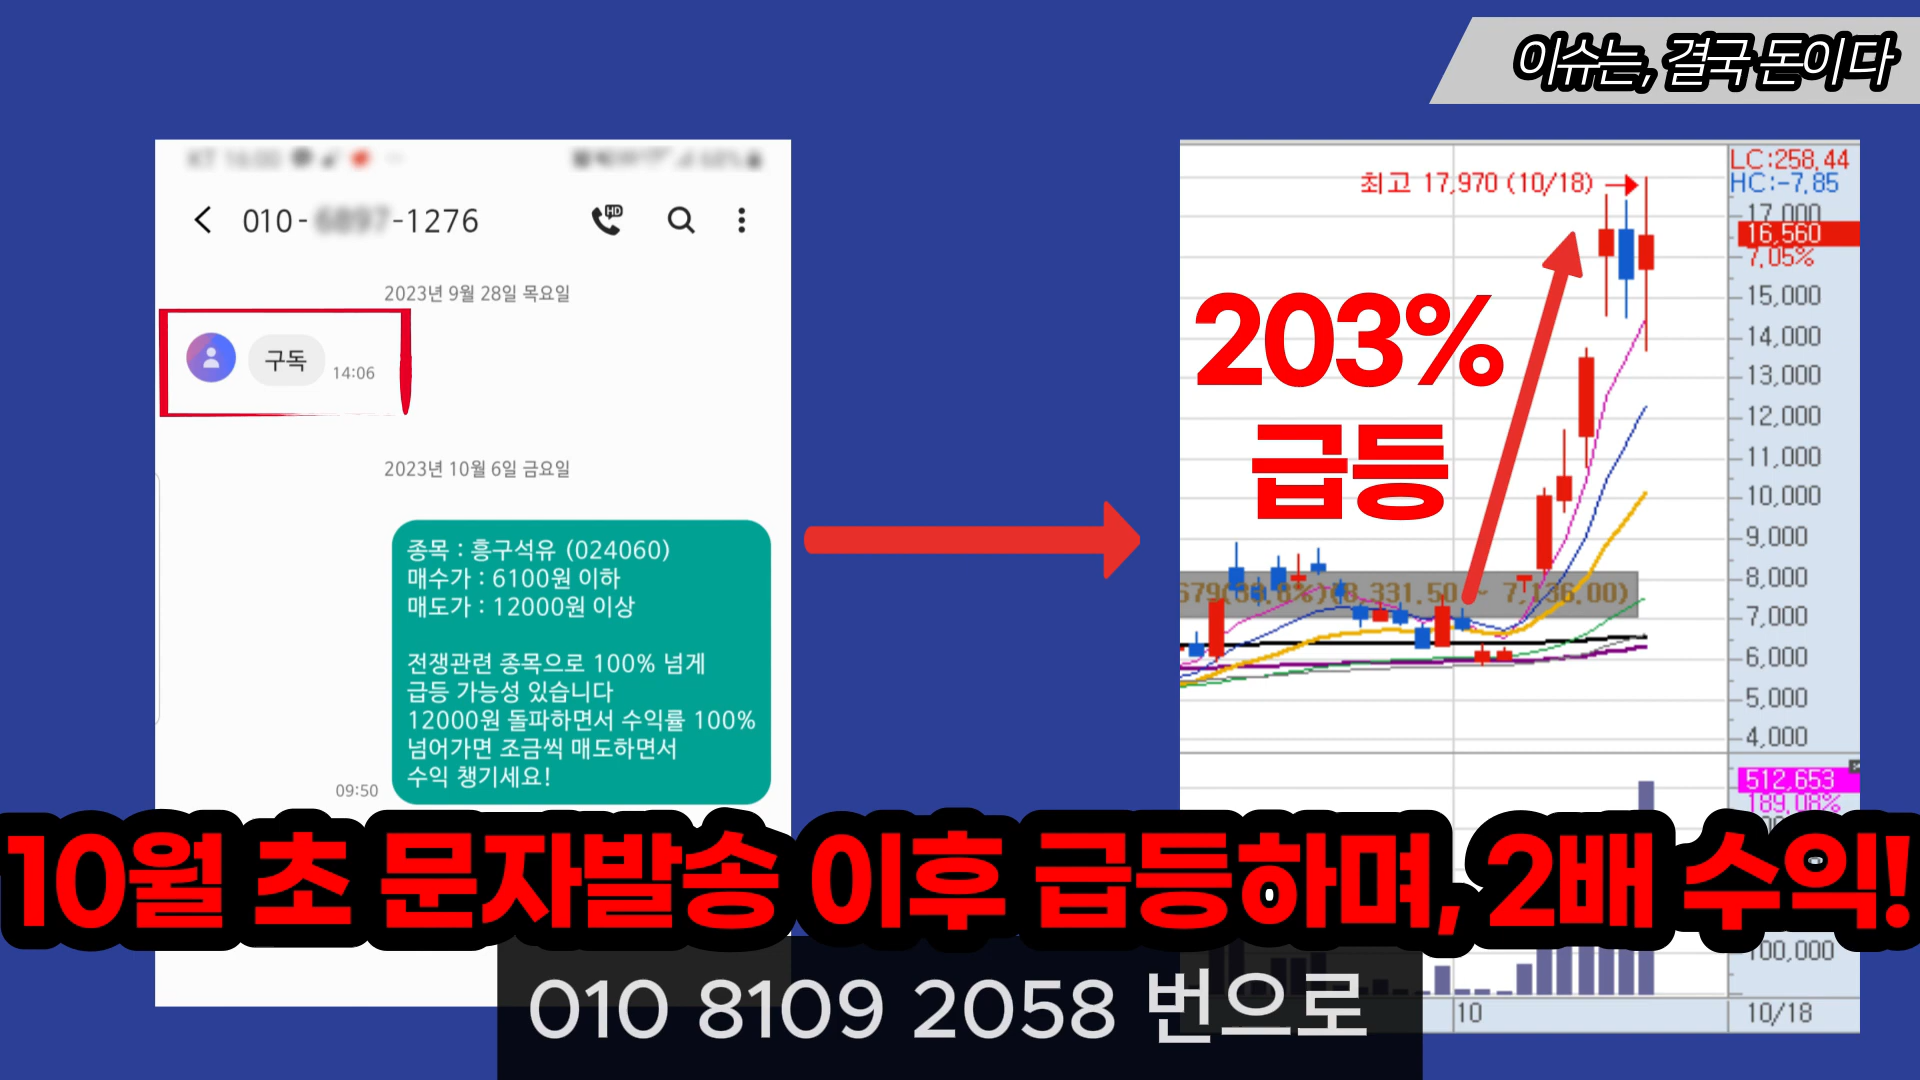 이슈는, 결국 돈이다
010-
-1276
HD
2023년 9월 28일 목요일
구독
14:06
2023년 10월 6일 금요일
종목 : 흥구석유 (024060)
매수가 : 6100원 이하
매도가 : 12000원 이상
전쟁관련 종목으로 100% 넘게
급등 가능성 있습니다
12000원 돌파하면서 수익률 100%
넘어가면 조금씩 매도하면서
수익 챙기세요!
09:50
최고 17,970 (10/18)
LC:258,44
HC:-7,85
203%
급등
17,000
16,560
7,05%
15,000
14,000
13,000
12,000
11,000
10,000
9,000
8,000
7,000
6,000
5,000
4,000
(8,331.50 ~ 7,136.00)
512,653
189,08%
10월 초 문자발송 이후 급등하며, 2배 수익!
100,000
10
10/18
010 8109 2058 번으로